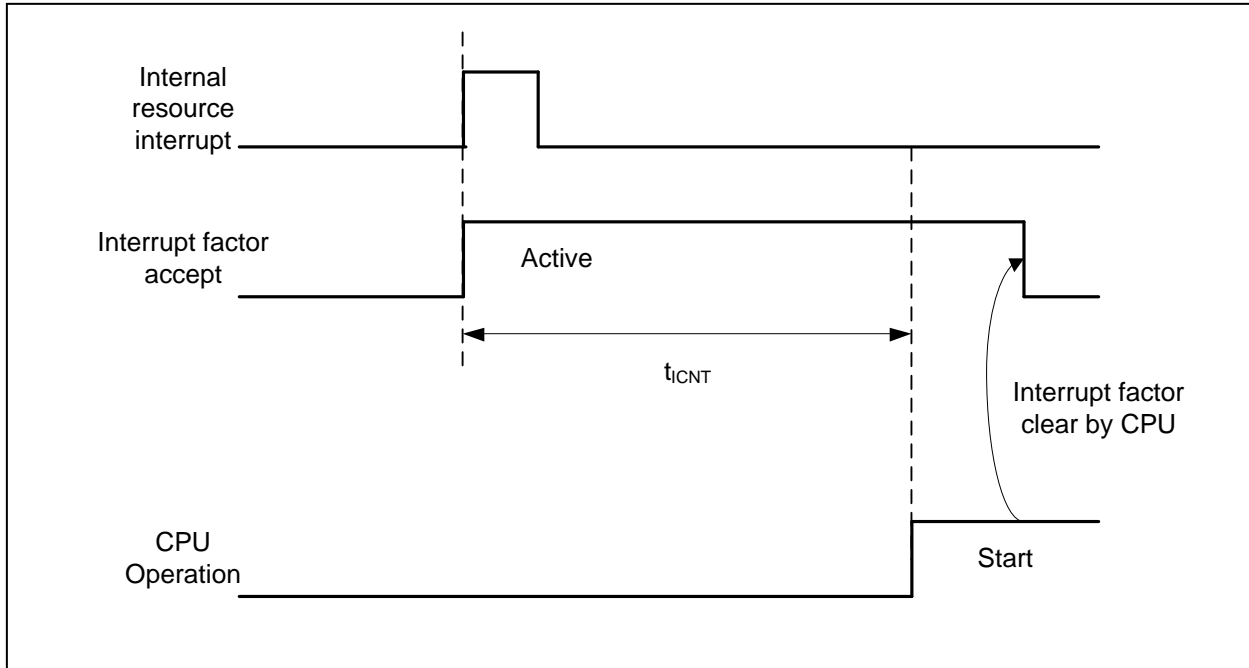 Internal
resource
interrupt
Interrupt factor
accept
Active
tICNT
Interrupt factor
clear by CPU
CPU
Operation
Start